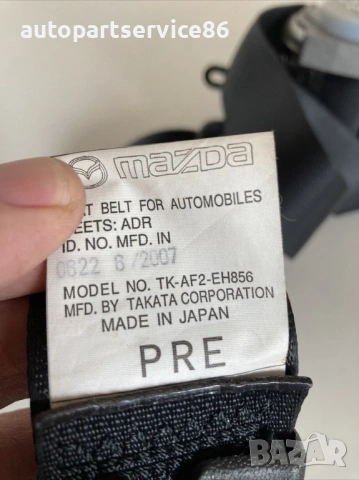 autopartservice86*
mazda
T BELT FOR AUTOMOBILES
MEETS: ADR
ID. NO. MFD. IN
0622 6/2007
MODEL NO. TK-AF2-EH856
MFD. BY TAKATA CORPORATION
MADE IN JAPAN
PRE
BAZAR